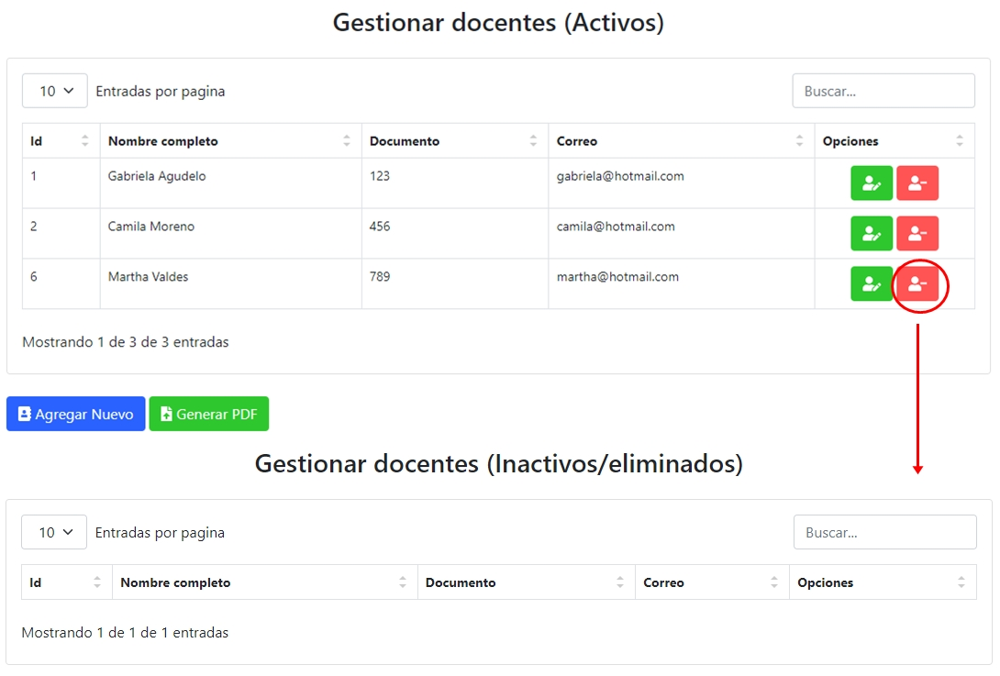 Gestionar docentes (Activos)
10 Entradas por pagina Buscar...
Id Nombre completo Documento Correo Opciones
1 Gabriela Agudelo 123 gabriela@hotmail.com
2 Camila Moreno 456 camila@hotmail.com
6 Martha Valdes 789 martha@hotmail.com
Mostrando 1 de 3 de 3 entradas
Agregar Nuevo Generar PDF
Gestionar docentes (Inactivos/eliminados)
10 Entradas por pagina Buscar...
Id Nombre completo Documento Correo Opciones
Mostrando 1 de 1 de 1 entradas